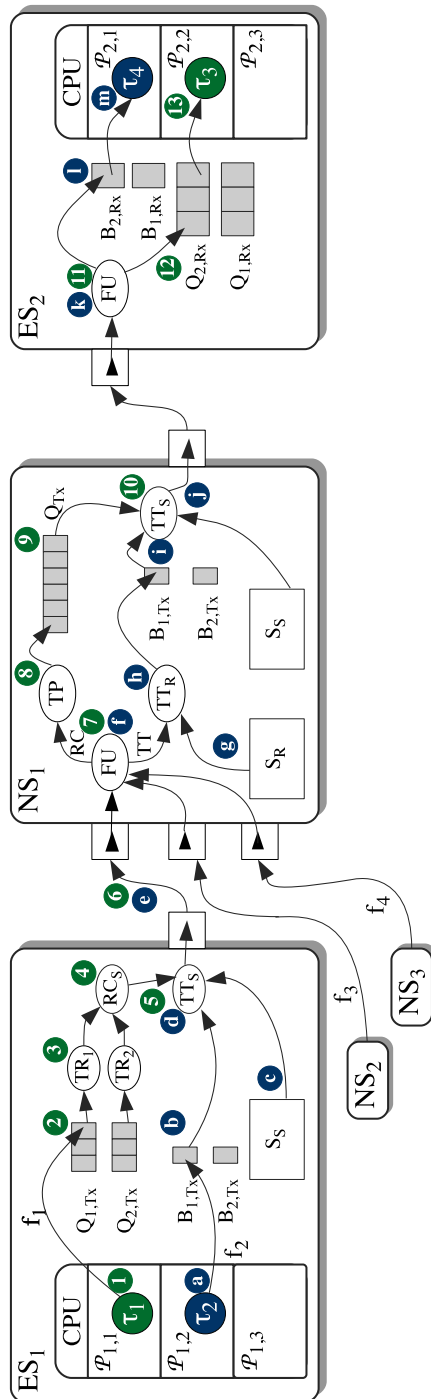 ES1
CPU
𝒫1,1
τ1
1
𝒫1,2
τ2
a
𝒫1,3
f1
f2
2
Q1,Tx
Q2,Tx
b
B1,Tx
B2,Tx
SS
c
3
TR1
TR2
4
RCS
5
TTS
d
6
e
NS2
f3
NS3
f4
NS1
FU
7
f
RC
TT
8
TP
h
TTR
g
SR
9
QTx
B1,Tx
i
B2,Tx
SS
10
TTS
j
ES2
k
11
FU
l
B2,Rx
B1,Rx
12
Q2,Rx
Q1,Rx
CPU
m
𝒫2,1
τ4
13
𝒫2,2
τ3
𝒫2,3